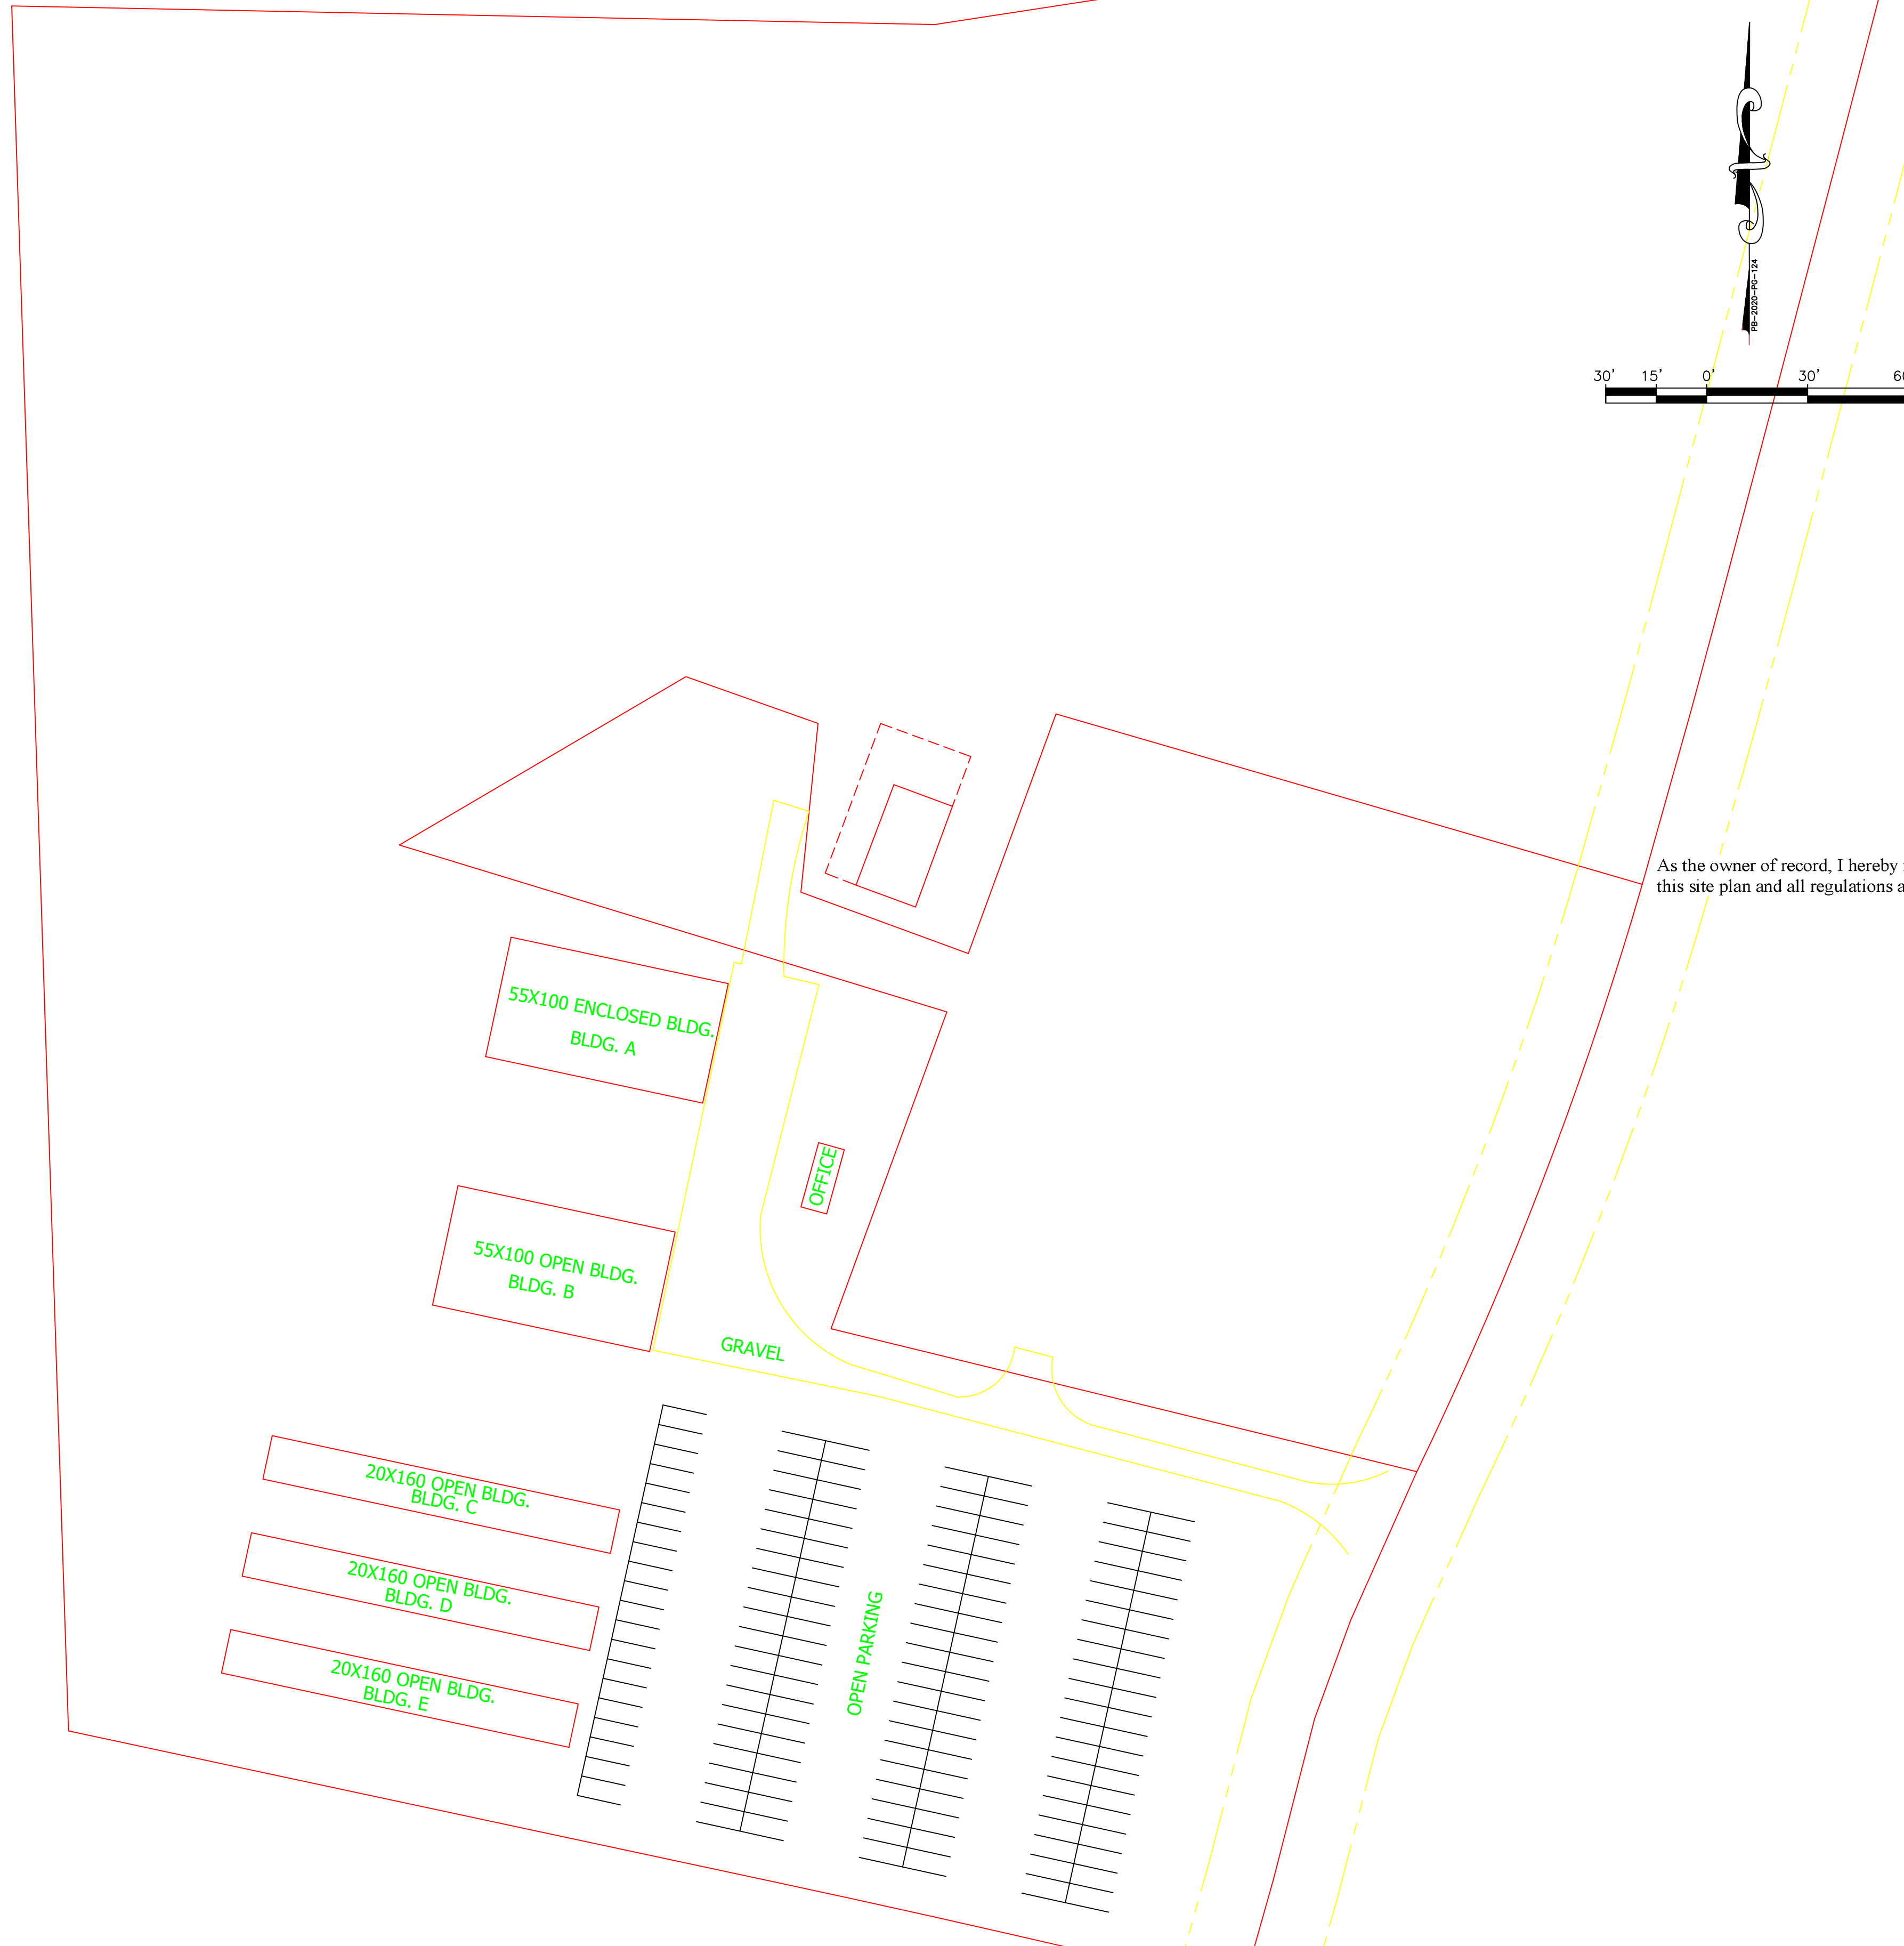 PB-2020-PG-124
30' 15' 0' 30'
As the owner of record, I hereby
this site plan and all regulations
55X100 ENCLOSED BLDG.
BLDG. A
OFFICE
55X100 OPEN BLDG.
BLDG. B
GRAVEL
20X160 OPEN BLDG.
BLDG. C
20X160 OPEN BLDG.
BLDG. D
OPEN PARKING
20X160 OPEN BLDG.
BLDG. E